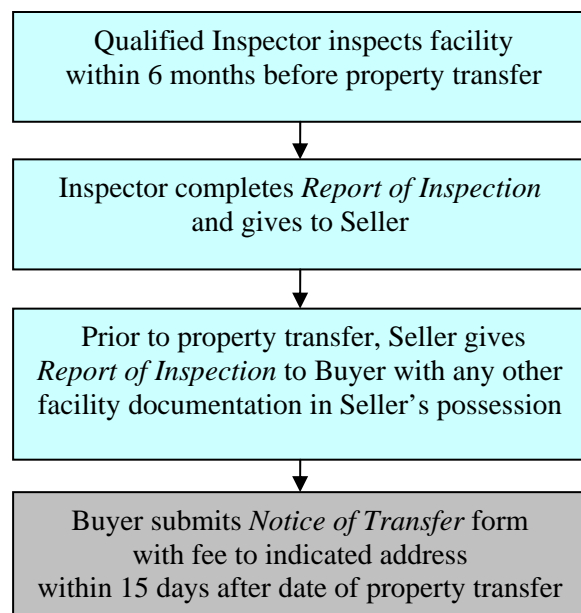 Qualified Inspector inspects facility
within 6 months before property transfer
Inspector completes Report of Inspection
and gives to Seller
Prior to property transfer, Seller gives
Report of Inspection to Buyer with any other
facility documentation in Seller’s possession
Buyer submits Notice of Transfer form
with fee to indicated address
within 15 days after date of property transfer